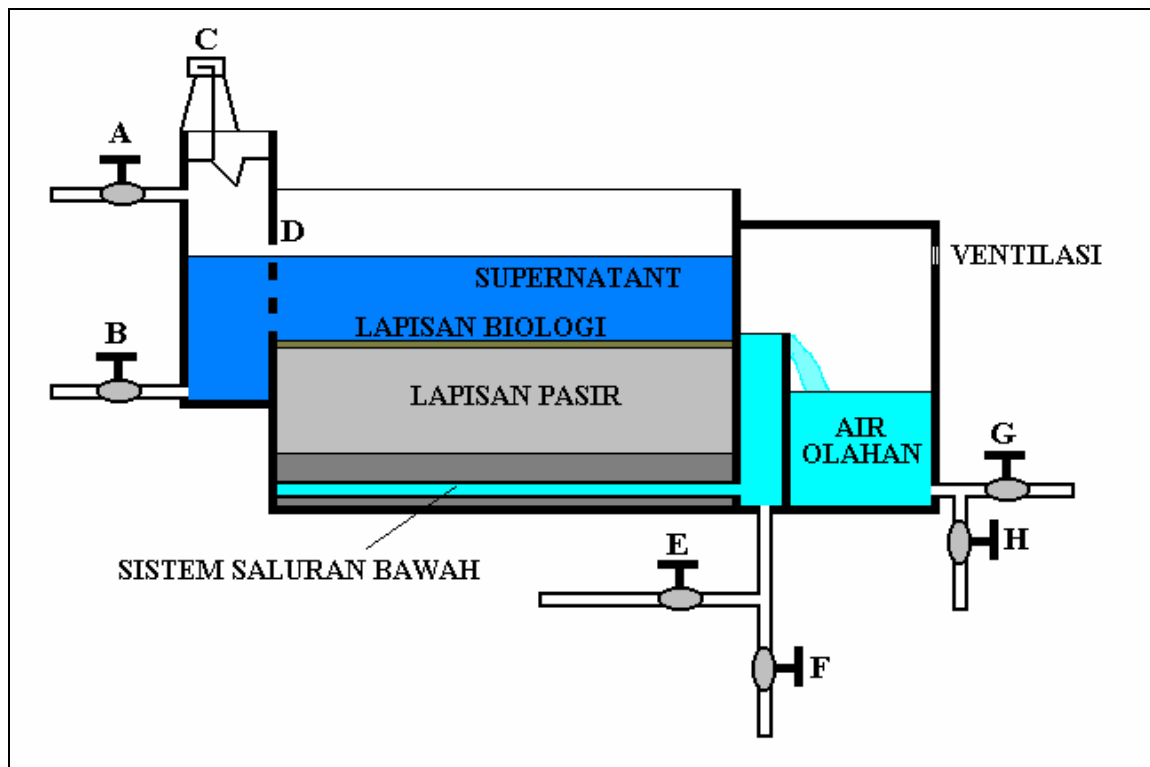 C
A
D
VENTILASI
SUPERNATANT
LAPISAN BIOLOGI
B
LAPISAN PASIR
AIR
OLAHAN
G
H
E
SISTEM SALURAN BAWAH
F